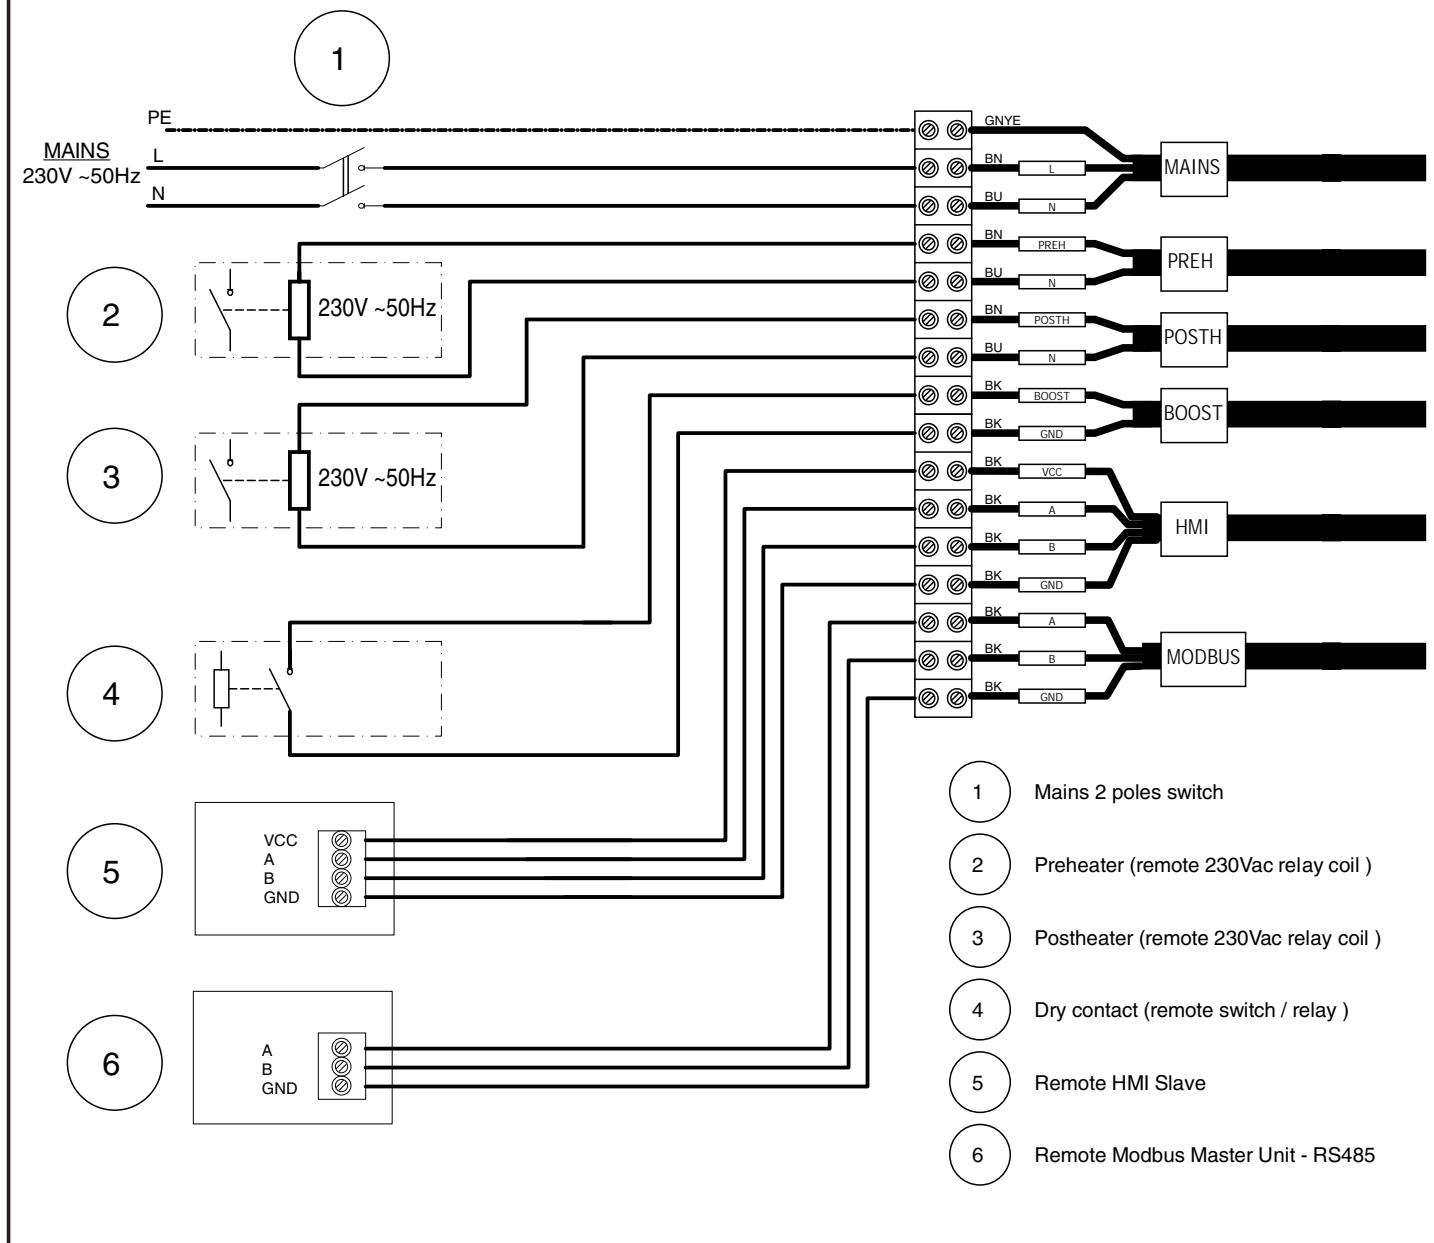 1
PE
MAINS
230V ~50Hz
L
N
GNYE
BN
L
BU
N
MAINS
BN
PREH
BU
N
PREH
2
230V ~50Hz
BN
POSTH
BU
N
POSTH
BK
BOOST
BK
GND
BOOST
3
230V ~50Hz
BK
VCC
BK
A
BK
B
BK
GND
HMI
BK
A
BK
B
BK
GND
MODBUS
4
5
VCC
A
B
GND
6
A
B
GND
1 Mains 2 poles switch
2 Preheater (remote 230Vac relay coil )
3 Postheater (remote 230Vac relay coil )
4 Dry contact (remote switch / relay )
5 Remote HMI Slave
6 Remote Modbus Master Unit - RS485